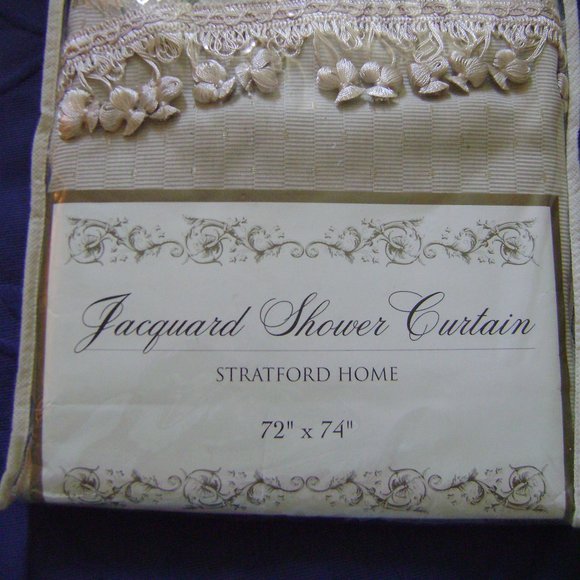 Jacquard Shower Curtain
STRATFORD HOME
72" x 74"